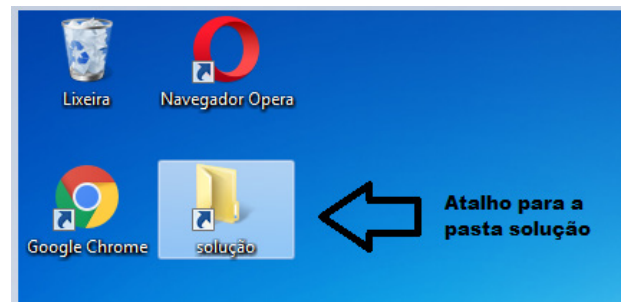 Lixeira
Navegador Opera
Google Chrome
solução
Atalho para a
pasta solução